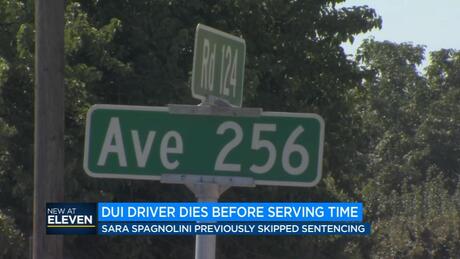 Rd 124
Ave 256
NEW AT
ELEVEN
DUI DRIVER DIES BEFORE SERVING TIME
SARA SPAGNOLINI PREVIOUSLY SKIPPED SENTENCING